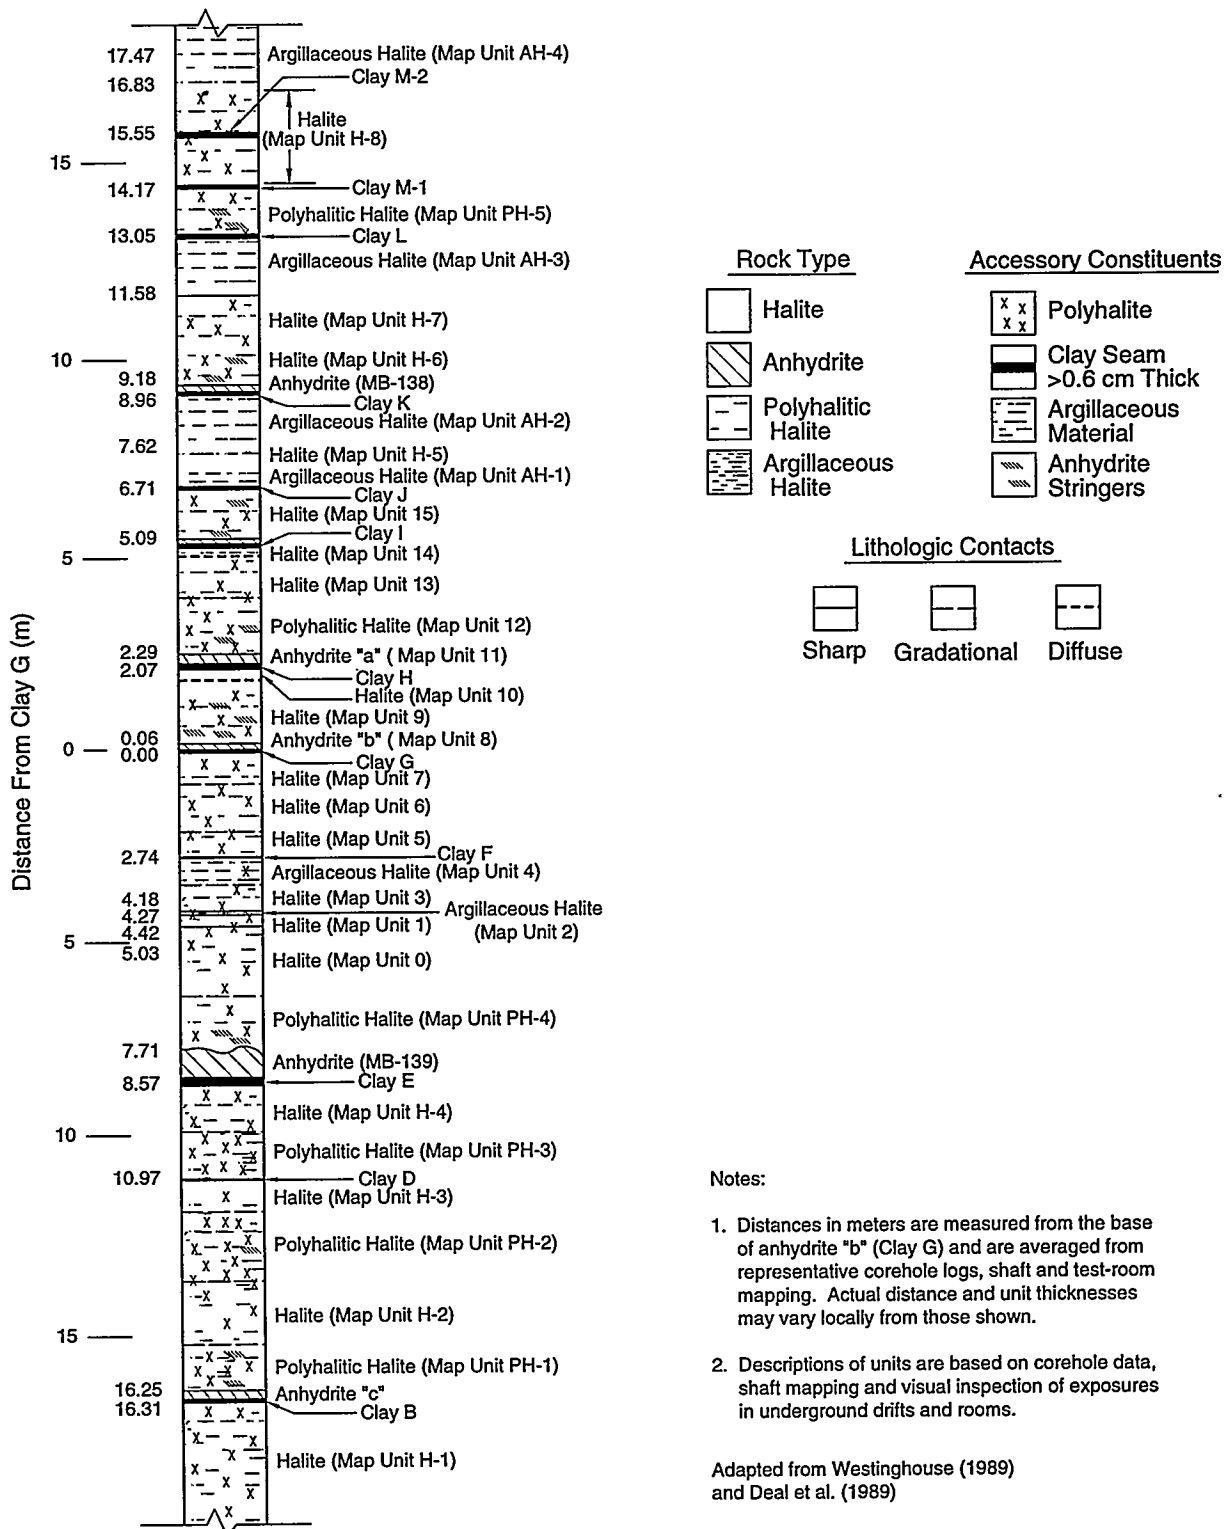 17.47
Argillaceous Halite (Map Unit AH-4)
Clay M-2
16.83
Halite
(Map Unit H-8)
15.55
15
14.17
Clay M-1
Polyhalitic Halite (Map Unit PH-5)
13.05
Clay L
Argillaceous Halite (Map Unit AH-3)
11.58
Halite (Map Unit H-7)
10
Halite (Map Unit H-6)
9.18
Anhydrite (MB-138)
8.96
Clay K
Argillaceous Halite (Map Unit AH-2)
7.62
Halite (Map Unit H-5)
Argillaceous Halite (Map Unit AH-1)
6.71
Clay J
Halite (Map Unit 15)
5.09
Clay I
5
Halite (Map Unit 14)
Halite (Map Unit 13)
Polyhalitic Halite (Map Unit 12)
2.29
Anhydrite "a" ( Map Unit 11)
2.07
Clay H
Halite (Map Unit 10)
Halite (Map Unit 9)
0.06
Anhydrite "b" ( Map Unit 8)
0
0.00
Clay G
Halite (Map Unit 7)
Halite (Map Unit 6)
Halite (Map Unit 5)
2.74
Clay F
Argillaceous Halite (Map Unit 4)
4.18
Halite (Map Unit 3)
4.27
Argillaceous Halite
(Map Unit 2)
4.42
Halite (Map Unit 1)
5
5.03
Halite (Map Unit 0)
Polyhalitic Halite (Map Unit PH-4)
7.71
Anhydrite (MB-139)
8.57
Clay E
Halite (Map Unit H-4)
10
Polyhalitic Halite (Map Unit PH-3)
10.97
Clay D
Halite (Map Unit H-3)
Polyhalitic Halite (Map Unit PH-2)
Halite (Map Unit H-2)
15
Polyhalitic Halite (Map Unit PH-1)
16.25
Anhydrite "c"
16.31
Clay B
Halite (Map Unit H-1)
Distance From Clay G (m)
Rock Type
Halite
Anhydrite
Polyhalitic
Halite
Argillaceous
Halite
Accessory Constituents
Polyhalite
Clay Seam
>0.6 cm Thick
Argillaceous
Material
Anhydrite
Stringers
Lithologic Contacts
Sharp
Gradational
Diffuse
Notes:
1. Distances in meters are measured from the base
of anhydrite "b" (Clay G) and are averaged from
representative corehole logs, shaft and test-room
mapping. Actual distance and unit thicknesses
may vary locally from those shown.
2. Descriptions of units are based on corehole data,
shaft mapping and visual inspection of exposures
in underground drifts and rooms.
Adapted from Westinghouse (1989)
and Deal et al. (1989)